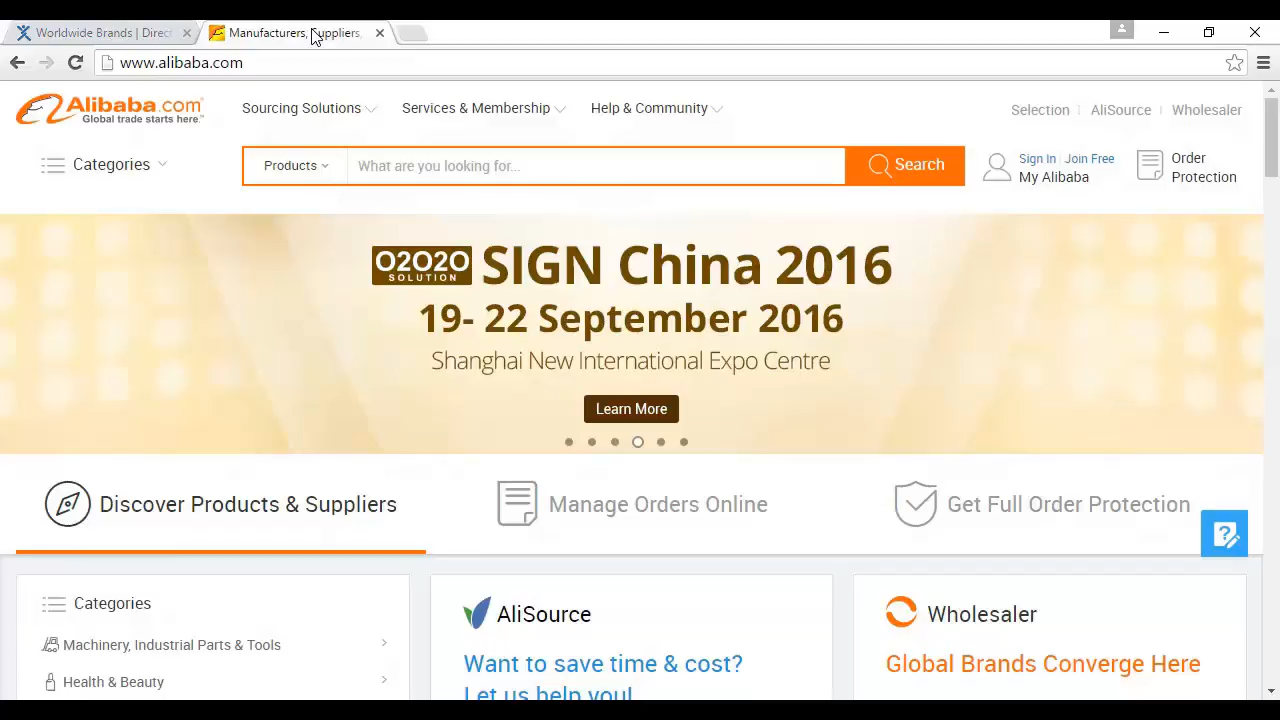 Worldwide Brands | Direct
Manufacturers, Suppliers,
www.alibaba.com
Alibaba.com
Global trade starts here.™
Sourcing Solutions
Services & Membership
Help & Community
Selection
AliSource
Wholesaler
Categories
Products
What are you looking for...
Search
Sign In
Join Free
My Alibaba
Order
Protection
O2O2O
SOLUTION
SIGN China 2016
19- 22 September 2016
Shanghai New International Expo Centre
Learn More
Discover Products & Suppliers
Manage Orders Online
Get Full Order Protection
?
Categories
Machinery, Industrial Parts & Tools
Health & Beauty
AliSource
Want to save time & cost?
Let us help you!
Wholesaler
Global Brands Converge Here